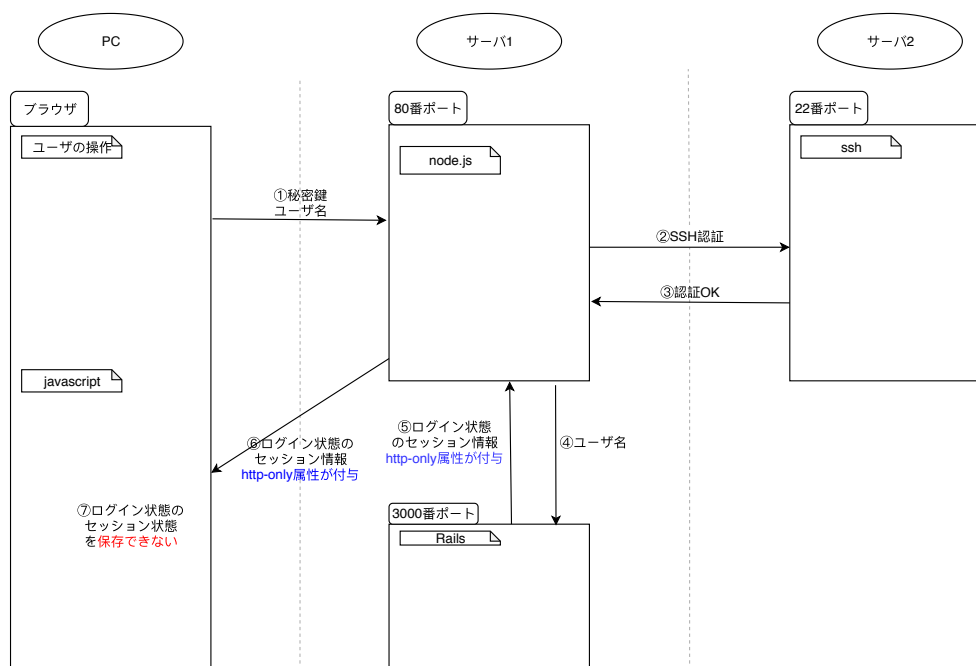 PC
サーバ1
サーバ2
ブラウザ
80番ポート
22番ポート
ユーザの操作
node.js
ssh
①秘密鍵
ユーザ名
②SSH認証
③認証OK
javascript
⑥ログイン状態の
セッション情報
http-only属性が付与
⑤ログイン状態
のセッション情報
http-only属性が付与
④ユーザ名
⑦ログイン状態の
セッション状態
を保存できない
3000番ポート
Rails